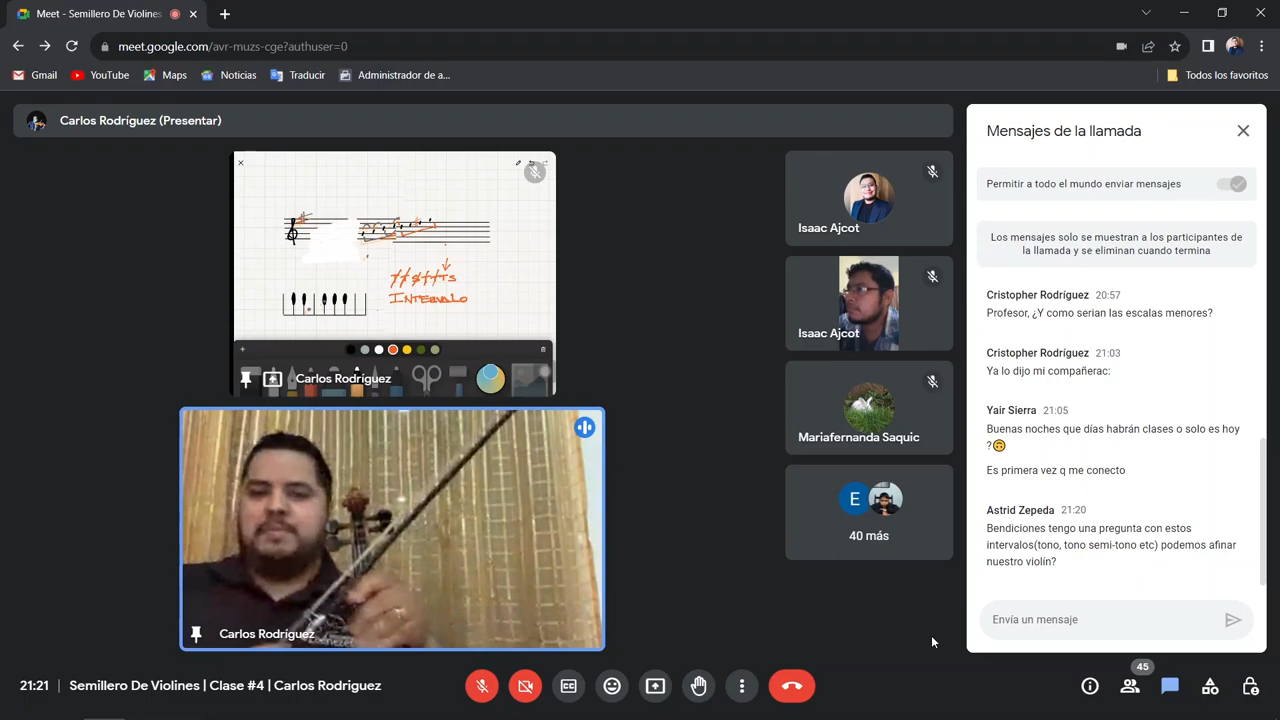 Meet - Semillero De Violines
meet.google.com/avr-muzs-cge?authuser=0
Gmail
YouTube
Maps
Noticias
Traducir
Administrador de a...
Todos los favoritos
Carlos Rodríguez (Presentar)
INTERVALO
Carlos Rodríguez
Carlos Rodríguez
Isaac Ajcot
Isaac Ajcot
Mariafernanda Saquic
E
40 más
Mensajes de la llamada
Permitir a todo el mundo enviar mensajes
Los mensajes solo se muestran a los participantes de
la llamada y se eliminan cuando termina
Cristopher Rodríguez 20:57
Profesor, ¿Y como serian las escalas menores?
Cristopher Rodríguez 21:03
Ya lo dijo mi compañerac:
Yair Sierra 21:05
Buenas noches que días habrán clases o solo es hoy
?🙃
Es primera vez q me conecto
Astrid Zepeda 21:20
Bendiciones tengo una pregunta con estos
intervalos(tono, tono semi-tono etc) podemos afinar
nuestro violín?
Envía un mensaje
21:21 | Semillero De Violines | Clase #4 | Carlos Rodriguez
45